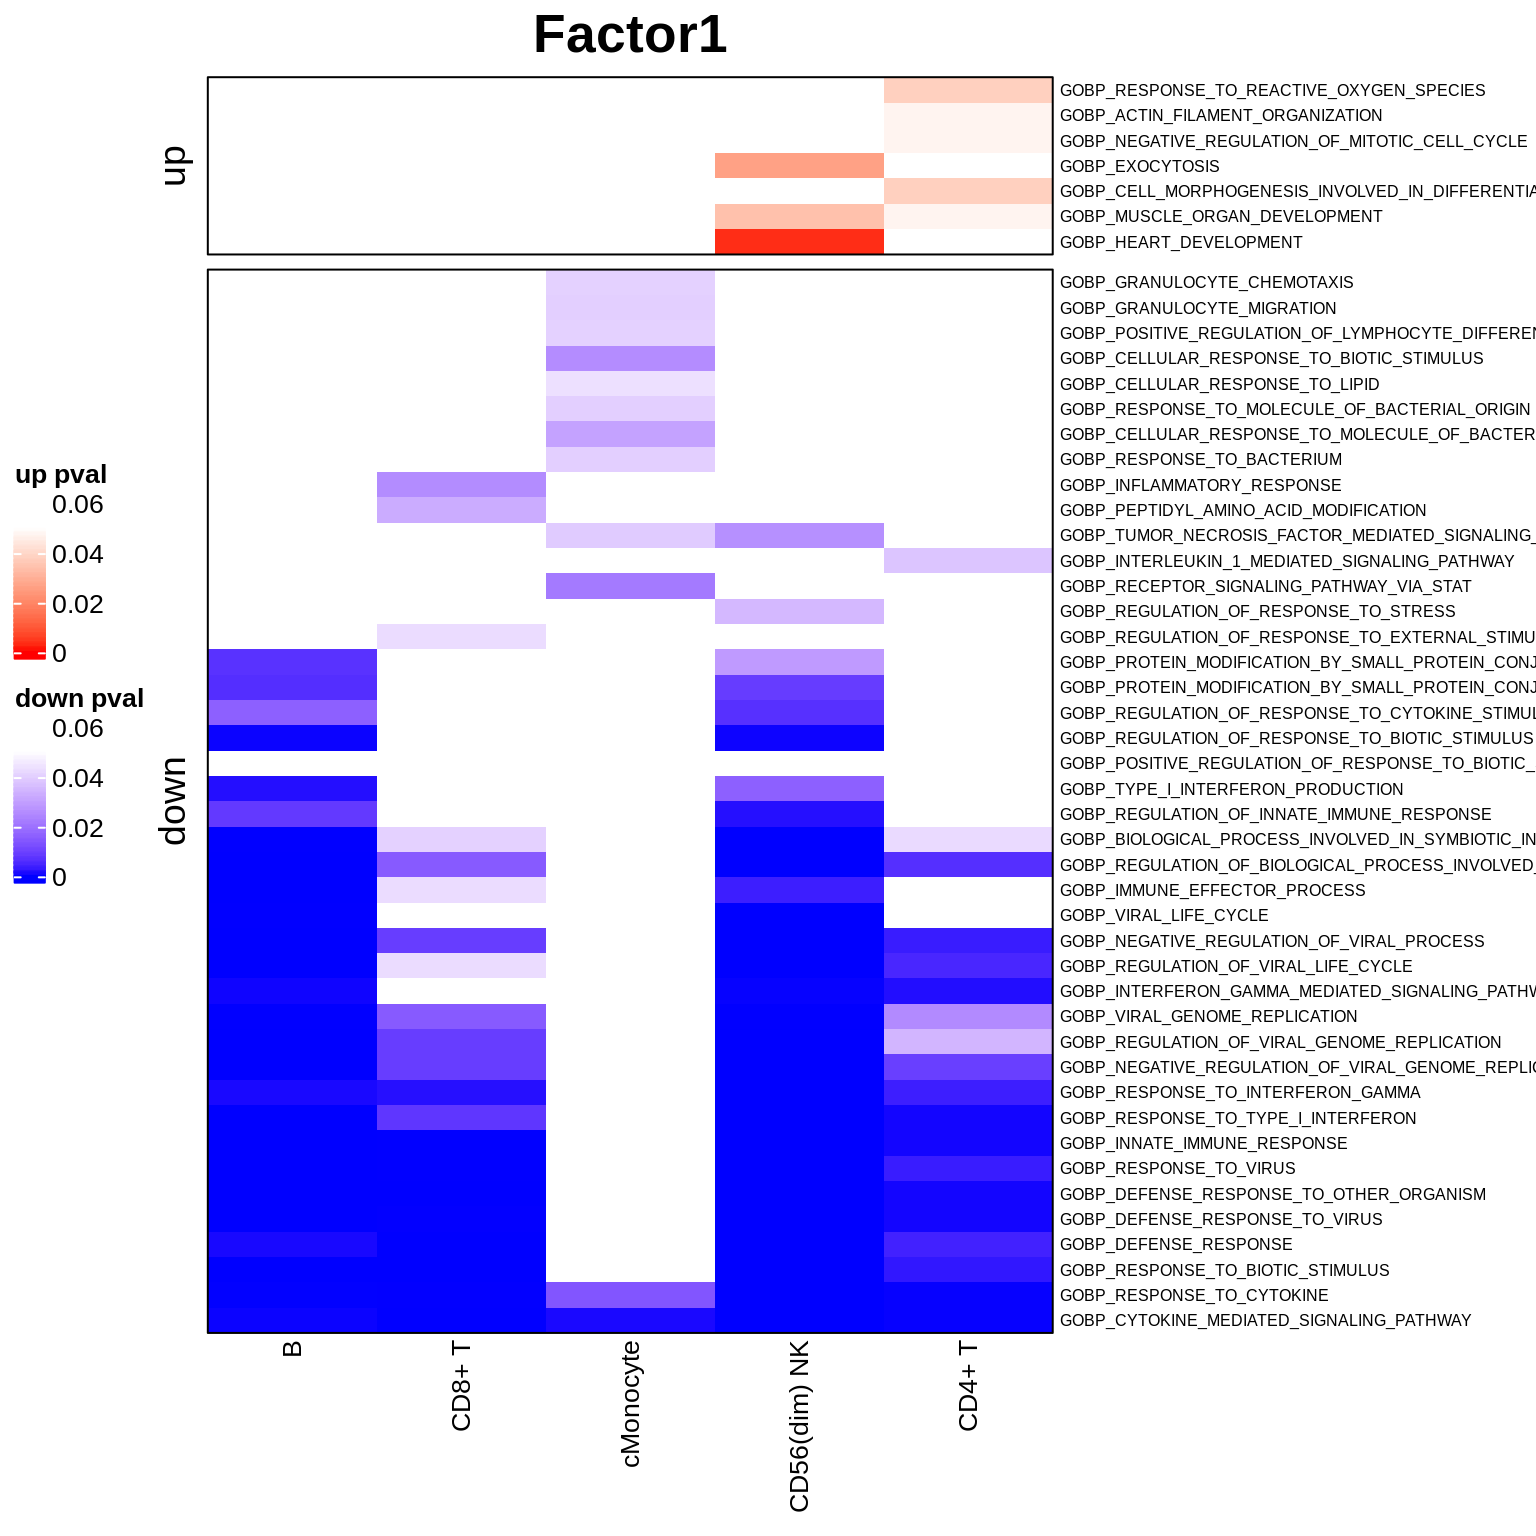 Factor1
up
GOBP_RESPONSE_TO_REACTIVE_OXYGEN_SPECIES
GOBP_ACTIN_FILAMENT_ORGANIZATION
GOBP_NEGATIVE_REGULATION_OF_MITOTIC_CELL_CYCLE
GOBP_EXOCYTOSIS
GOBP_CELL_MORPHOGENESIS_INVOLVED_IN_DIFFERENTIA
GOBP_MUSCLE_ORGAN_DEVELOPMENT
GOBP_HEART_DEVELOPMENT
up pval
0.06
0.04
0.02
0
down pval
0.06
0.04
0.02
0
down
GOBP_GRANULOCYTE_CHEMOTAXIS
GOBP_GRANULOCYTE_MIGRATION
GOBP_POSITIVE_REGULATION_OF_LYMPHOCYTE_DIFFEREN
GOBP_CELLULAR_RESPONSE_TO_BIOTIC_STIMULUS
GOBP_CELLULAR_RESPONSE_TO_LIPID
GOBP_RESPONSE_TO_MOLECULE_OF_BACTERIAL_ORIGIN
GOBP_CELLULAR_RESPONSE_TO_MOLECULE_OF_BACTER
GOBP_RESPONSE_TO_BACTERIUM
GOBP_INFLAMMATORY_RESPONSE
GOBP_PEPTIDYL_AMINO_ACID_MODIFICATION
GOBP_TUMOR_NECROSIS_FACTOR_MEDIATED_SIGNALING_
GOBP_INTERLEUKIN_1_MEDIATED_SIGNALING_PATHWAY
GOBP_RECEPTOR_SIGNALING_PATHWAY_VIA_STAT
GOBP_REGULATION_OF_RESPONSE_TO_STRESS
GOBP_REGULATION_OF_RESPONSE_TO_EXTERNAL_STIMU
GOBP_PROTEIN_MODIFICATION_BY_SMALL_PROTEIN_CONJ
GOBP_PROTEIN_MODIFICATION_BY_SMALL_PROTEIN_CONJ
GOBP_REGULATION_OF_RESPONSE_TO_CYTOKINE_STIMUL
GOBP_REGULATION_OF_RESPONSE_TO_BIOTIC_STIMULUS
GOBP_POSITIVE_REGULATION_OF_RESPONSE_TO_BIOTIC_
GOBP_TYPE_I_INTERFERON_PRODUCTION
GOBP_REGULATION_OF_INNATE_IMMUNE_RESPONSE
GOBP_BIOLOGICAL_PROCESS_INVOLVED_IN_SYMBIOTIC_IN
GOBP_REGULATION_OF_BIOLOGICAL_PROCESS_INVOLVED_
GOBP_IMMUNE_EFFECTOR_PROCESS
GOBP_VIRAL_LIFE_CYCLE
GOBP_NEGATIVE_REGULATION_OF_VIRAL_PROCESS
GOBP_REGULATION_OF_VIRAL_LIFE_CYCLE
GOBP_INTERFERON_GAMMA_MEDIATED_SIGNALING_PATHW
GOBP_VIRAL_GENOME_REPLICATION
GOBP_REGULATION_OF_VIRAL_GENOME_REPLICATION
GOBP_NEGATIVE_REGULATION_OF_VIRAL_GENOME_REPLIC
GOBP_RESPONSE_TO_INTERFERON_GAMMA
GOBP_RESPONSE_TO_TYPE_I_INTERFERON
GOBP_INNATE_IMMUNE_RESPONSE
GOBP_RESPONSE_TO_VIRUS
GOBP_DEFENSE_RESPONSE_TO_OTHER_ORGANISM
GOBP_DEFENSE_RESPONSE_TO_VIRUS
GOBP_DEFENSE_RESPONSE
GOBP_RESPONSE_TO_BIOTIC_STIMULUS
GOBP_RESPONSE_TO_CYTOKINE
GOBP_CYTOKINE_MEDIATED_SIGNALING_PATHWAY
B
CD8+ T
cMonocyte
CD56(dim) NK
CD4+ T